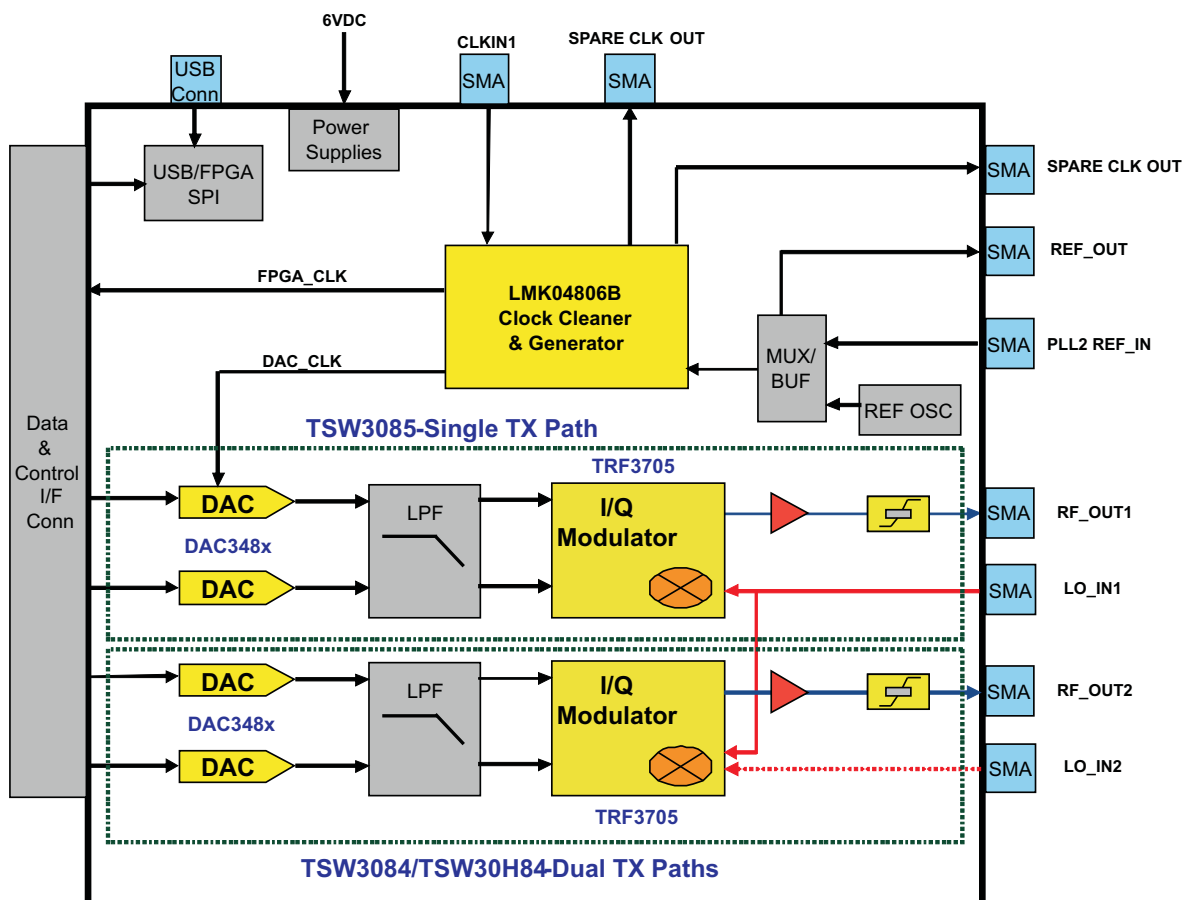 6VDC
CLKIN1
SPARE CLK OUT
USB
Conn
SMA
SMA
Power
Supplies
USB/FPGA
SPI
SMA
SPARE CLK OUT
SMA
REF_OUT
FPGA_CLK
LMK04806B
Clock Cleaner
& Generator
MUX/
BUF
SMA
PLL2 REF_IN
DAC_CLK
REF OSC
Data
&
Control
I/F
Conn
TSW3085-Single TX Path
TRF3705
DAC
LPF
I/Q
Modulator
SMA
RF_OUT1
DAC348x
DAC
SMA
LO_IN1
DAC
LPF
I/Q
Modulator
SMA
RF_OUT2
DAC348x
DAC
SMA
LO_IN2
TRF3705
TSW3084/TSW30H84-Dual TX Paths